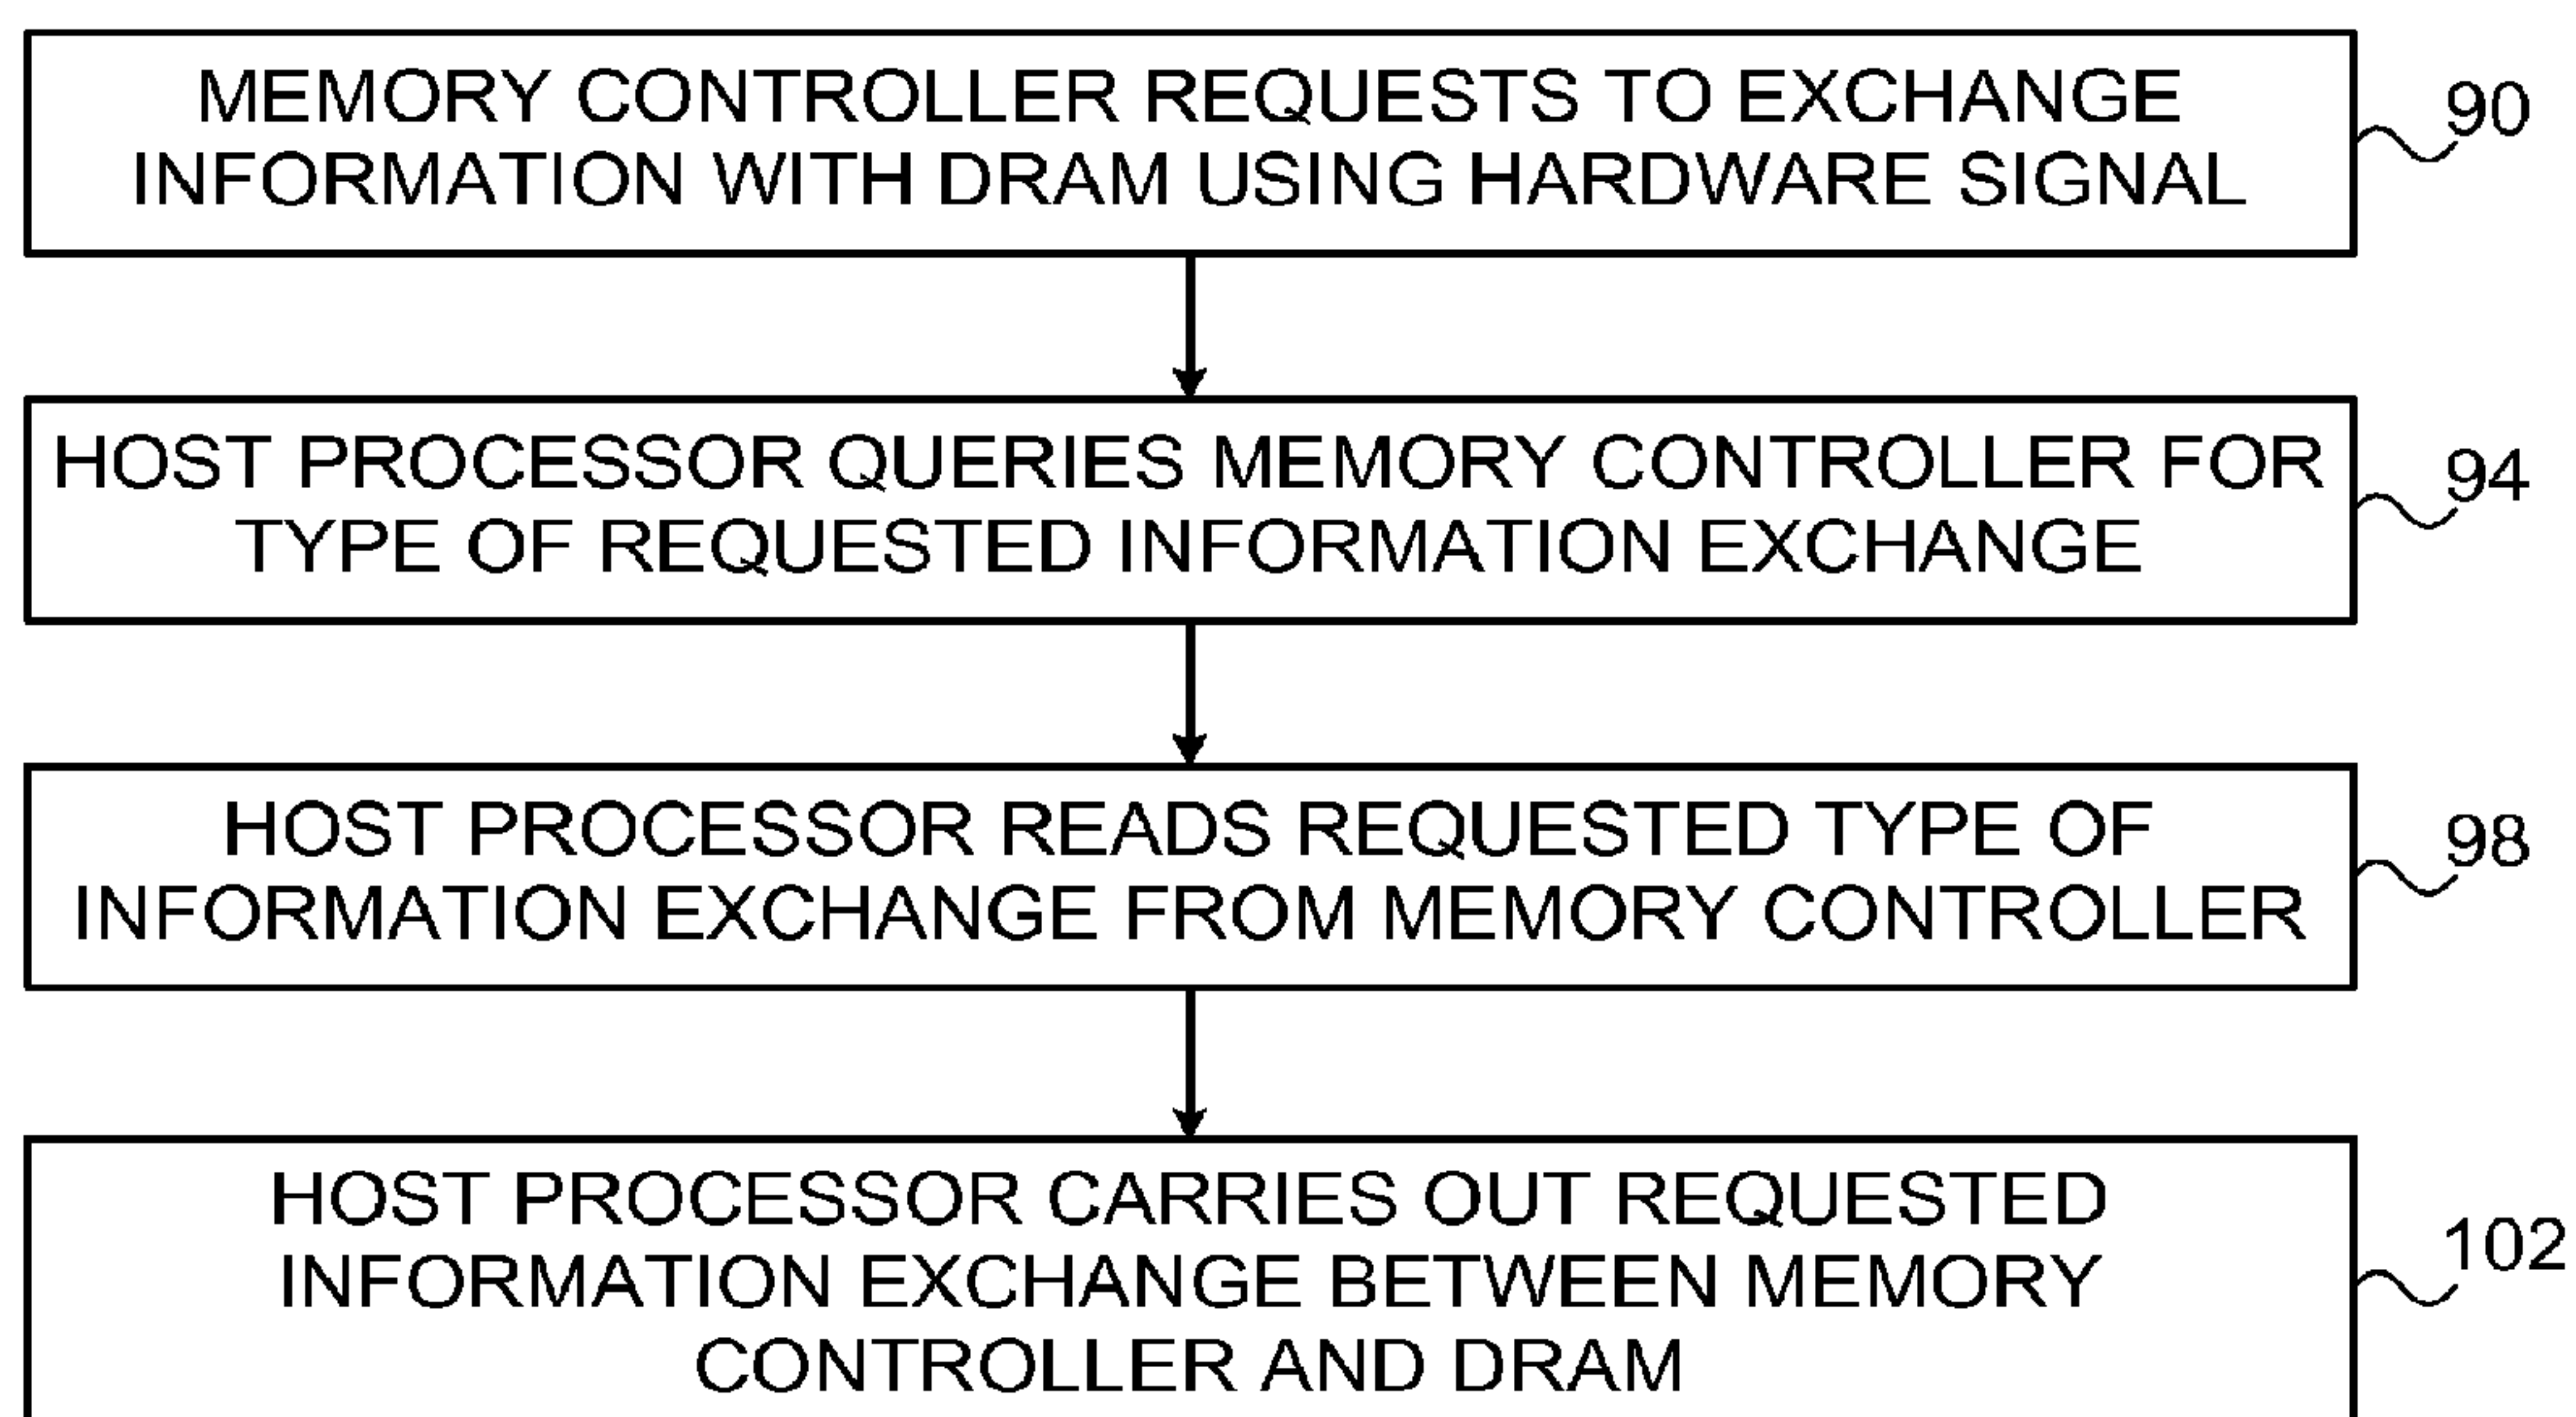 MEMORY CONTROLLER REQUESTS TO EXCHANGE
INFORMATION WITH DRAM USING HARDWARE SIGNAL
90
HOST PROCESSOR QUERIES MEMORY CONTROLLER FOR
TYPE OF REQUESTED INFORMATION EXCHANGE
94
HOST PROCESSOR READS REQUESTED TYPE OF
INFORMATION EXCHANGE FROM MEMORY CONTROLLER
98
HOST PROCESSOR CARRIES OUT REQUESTED
INFORMATION EXCHANGE BETWEEN MEMORY
CONTROLLER AND DRAM
102